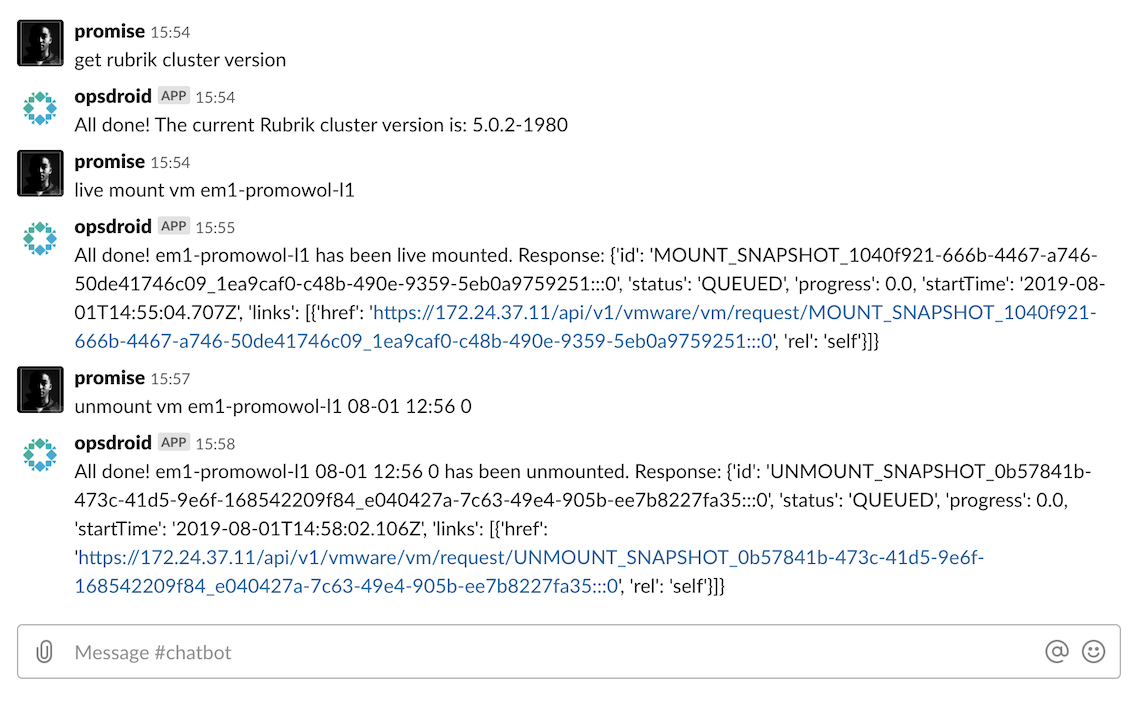 promise 15:54
get rubrik cluster version
opsdroid APP 15:54
All done! The current Rubrik cluster version is: 5.0.2-1980
promise 15:54
live mount vm em1-promowol-l1
opsdroid APP 15:55
All done! em1-promowol-l1 has been live mounted. Response: {'id': 'MOUNT_SNAPSHOT_1040f921-666b-4467-a746-
50de41746c09_1ea9caf0-c48b-490e-9359-5eb0a9759251:::0', 'status': 'QUEUED', 'progress': 0.0, 'startTime': '2019-08-
01T14:55:04.707Z', 'links': [{'href': 'https://172.24.37.11/api/v1/vmware/vm/request/MOUNT_SNAPSHOT_1040f921-
666b-4467-a746-50de41746c09_1ea9caf0-c48b-490e-9359-5eb0a9759251:::0', 'rel': 'self'}]}
promise 15:57
unmount vm em1-promowol-l1 08-01 12:56 0
opsdroid APP 15:58
All done! em1-promowol-l1 08-01 12:56 0 has been unmounted. Response: {'id': 'UNMOUNT_SNAPSHOT_0b57841b-
473c-41d5-9e6f-168542209f84_e040427a-7c63-49e4-905b-ee7b8227fa35:::0', 'status': 'QUEUED', 'progress': 0.0,
'startTime': '2019-08-01T14:58:02.106Z', 'links': [{'href':
'https://172.24.37.11/api/v1/vmware/vm/request/UNMOUNT_SNAPSHOT_0b57841b-473c-41d5-9e6f-
168542209f84_e040427a-7c63-49e4-905b-ee7b8227fa35:::0', 'rel': 'self'}]}
Message #chatbot